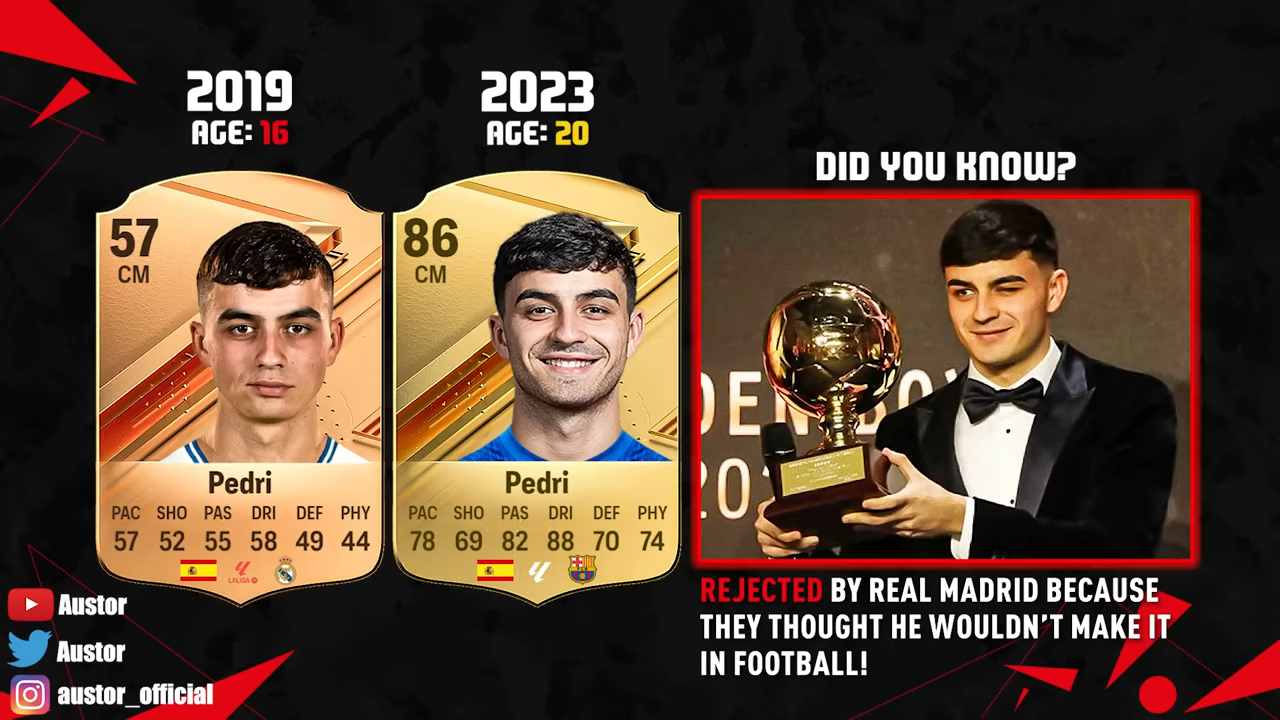 2019
AGE: 16
2023
AGE: 20
DID YOU KNOW?
57
CM
Pedri
PAC SHO PAS DRI DEF PHY
57 52 55 58 49 44
LALIGA
86
CM
Pedri
PAC SHO PAS DRI DEF PHY
78 69 82 88 70 74
REJECTED BY REAL MADRID BECAUSE
THEY THOUGHT HE WOULDN'T MAKE IT
IN FOOTBALL!
Austor
Austor
austor_official